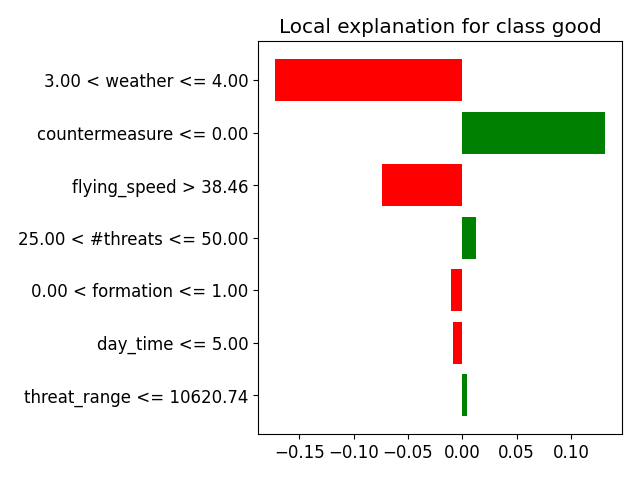 Local explanation for class good
3.00 < weather <= 4.00
countermeasure <= 0.00
flying_speed > 38.46
25.00 < #threats <= 50.00
0.00 < formation <= 1.00
day_time <= 5.00
threat_range <= 10620.74
−0.15 −0.10 −0.05 0.00 0.05 0.10